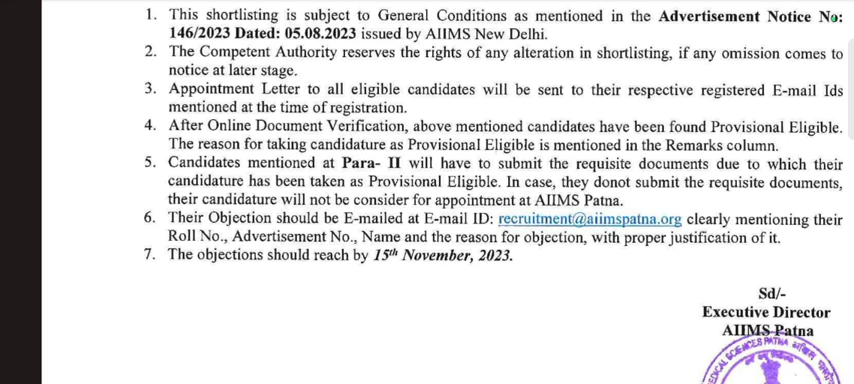 1. This shortlisting is subject to General Conditions as mentioned in the Advertisement Notice No:
146/2023 Dated: 05.08.2023 issued by AIIMS New Delhi.
2. The Competent Authority reserves the rights of any alteration in shortlisting, if any omission comes to
notice at later stage.
3. Appointment Letter to all eligible candidates will be sent to their respective registered E-mail Ids
mentioned at the time of registration.
4. After Online Document Verification, above mentioned candidates have been found Provisional Eligible.
The reason for taking candidature as Provisional Eligible is mentioned in the Remarks column.
5. Candidates mentioned at Para- II will have to submit the requisite documents due to which their
candidature has been taken as Provisional Eligible. In case, they donot submit the requisite documents,
their candidature will not be consider for appointment at AIIMS Patna.
6. Their Objection should be E-mailed at E-mail ID: recruitment@aiimspatna.org clearly mentioning their
Roll No., Advertisement No., Name and the reason for objection, with proper justification of it.
7. The objections should reach by 15th November, 2023.
Sd/-
Executive Director
AIIMS Patna
SCIENCES PATNA